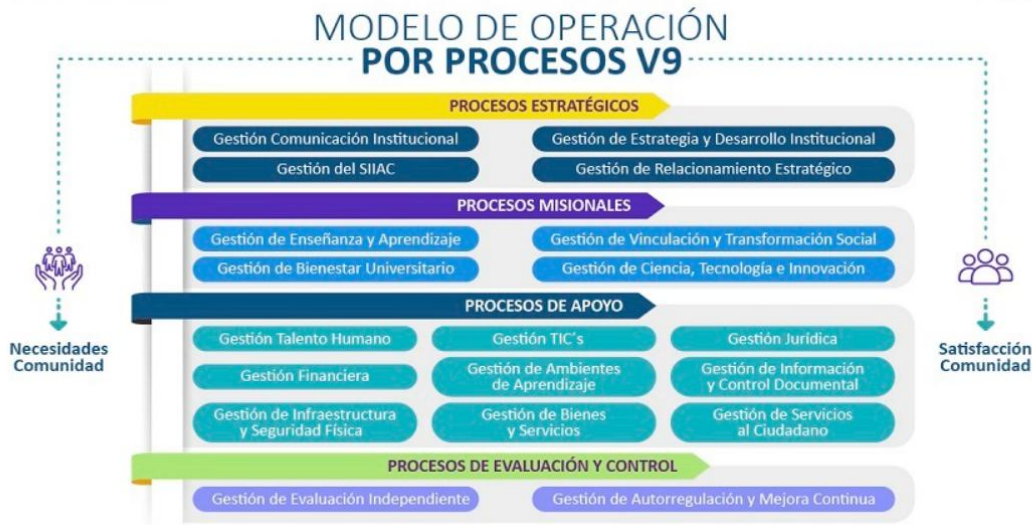 MODELO DE OPERACIÓN
POR PROCESOS V9
PROCESOS ESTRATÉGICOS
Gestión Comunicación Institucional
Gestión de Estrategia y Desarrollo Institucional
Gestión del SIIAC
Gestión de Relacionamiento Estratégico
PROCESOS MISIONALES
Gestión de Enseñanza y Aprendizaje
Gestión de Vinculación y Transformación Social
Gestión de Bienestar Universitario
Gestión de Ciencia, Tecnología e Innovación
PROCESOS DE APOYO
Gestión Talento Humano
Gestión TIC's
Gestión Jurídica
Gestión Financiera
Gestión de Ambientes
de Aprendizaje
Gestión de Información
y Control Documental
Gestión de Infraestructura
y Seguridad Física
Gestión de Bienes
y Servicios
Gestión de Servicios
al Ciudadano
PROCESOS DE EVALUACIÓN Y CONTROL
Gestión de Evaluación Independiente
Gestión de Autorregulación y Mejora Continua
Necesidades
Comunidad
Satisfacción
Comunidad